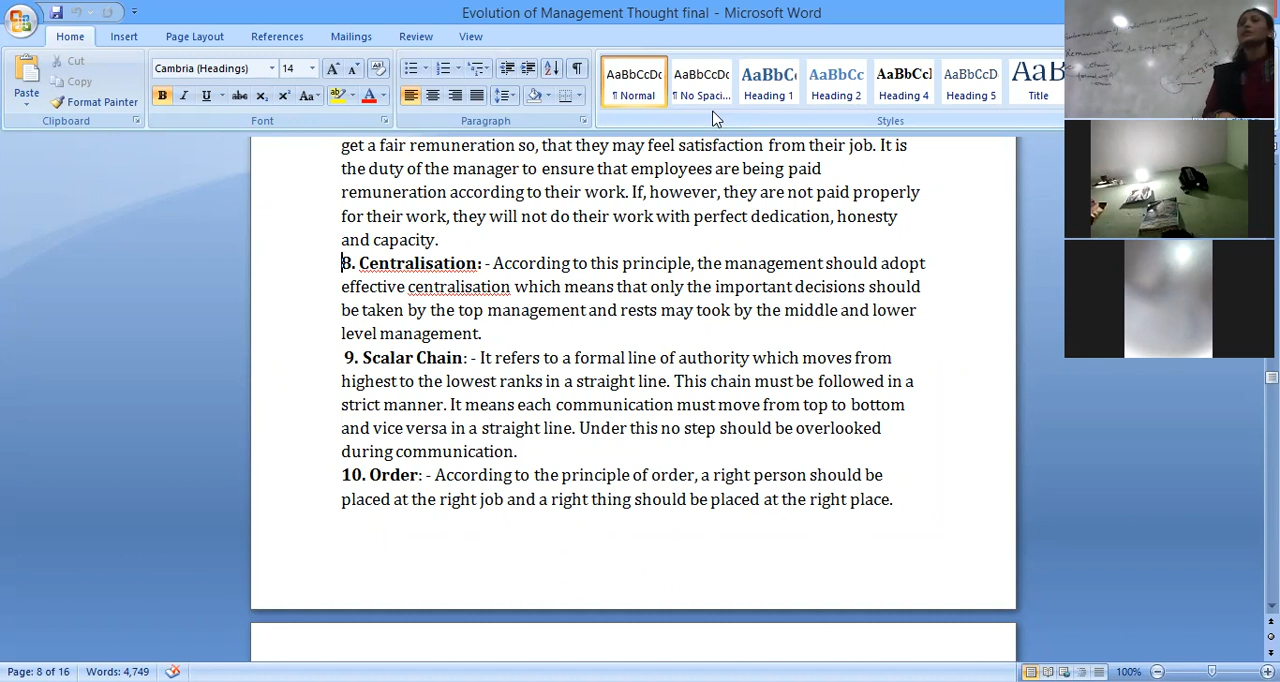 Evolution of Management Thought final - Microsoft Word
Home Insert Page Layout References Mailings Review View
Paste
Cut
Copy
Format Painter
Clipboard
Cambria (Headings) 14
Font
Paragraph
AaBbCcDc AaBbCcDc AaBbCc AaBbCc AaBbCcI AaBbCcD AaB
¶ Normal ¶ No Spaci... Heading 1 Heading 2 Heading 4 Heading 5 Title
Styles
get a fair remuneration so, that they may feel satisfaction from their job. It is
the duty of the manager to ensure that employees are being paid
remuneration according to their work. If, however, they are not paid properly
for their work, they will not do their work with perfect dedication, honesty
and capacity.
8. Centralisation: - According to this principle, the management should adopt
effective centralisation which means that only the important decisions should
be taken by the top management and rests may took by the middle and lower
level management.
9. Scalar Chain: - It refers to a formal line of authority which moves from
highest to the lowest ranks in a straight line. This chain must be followed in a
strict manner. It means each communication must move from top to bottom
and vice versa in a straight line. Under this no step should be overlooked
during communication.
10. Order: - According to the principle of order, a right person should be
placed at the right job and a right thing should be placed at the right place.
Page: 8 of 16 Words: 4,749 100%